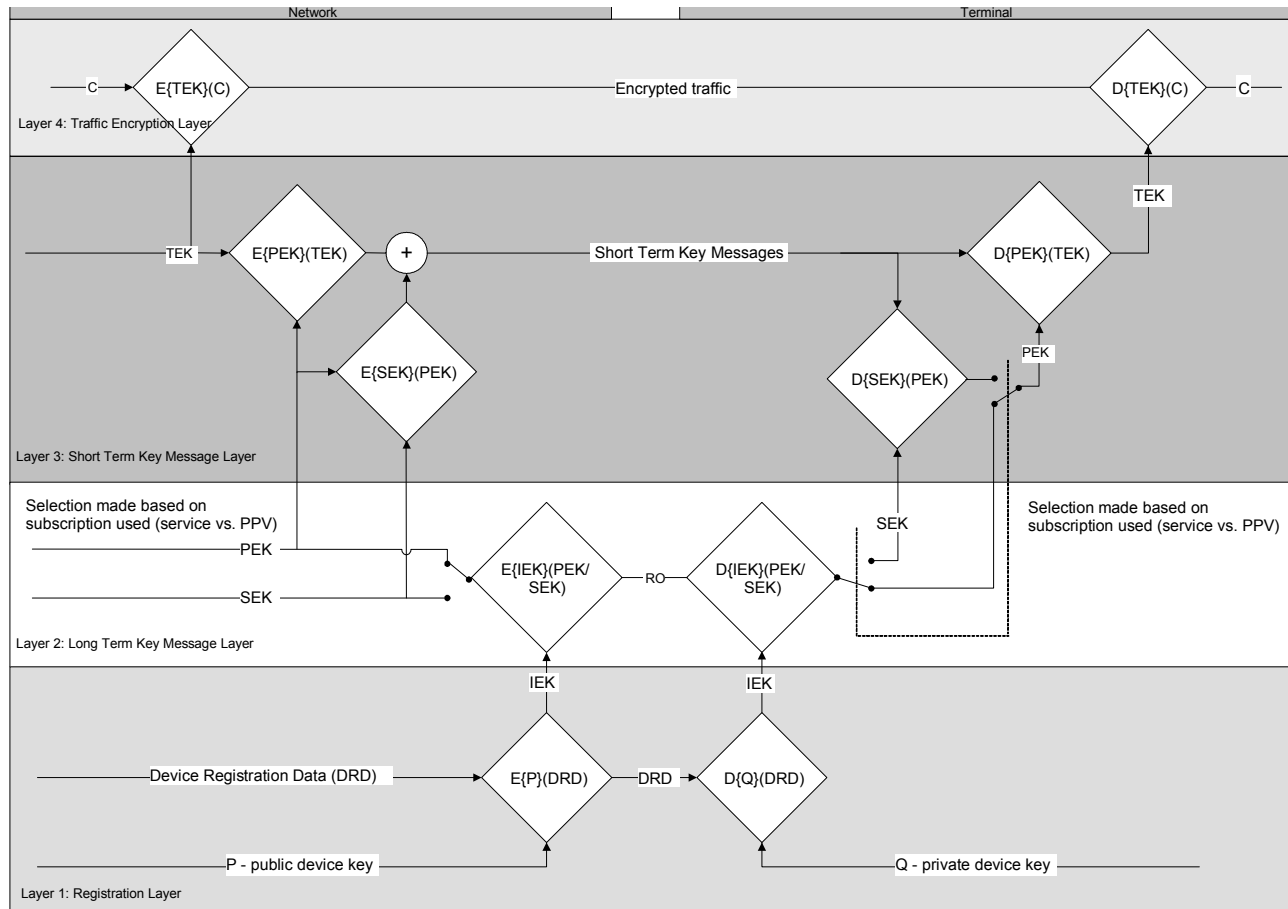 Network
Terminal
E{TEK}(C)
D{TEK}(C)
C
Encrypted traffic
C
Layer 4: Traffic Encryption Layer
TEK
E{PEK}(TEK)
+
Short Term Key Messages
D{PEK}(TEK)
TEK
PEK
E{SEK}(PEK)
D{SEK}(PEK)
Layer 3: Short Term Key Message Layer
Selection made based on
subscription used (service vs. PPV)
Selection made based on
subscription used (service vs. PPV)
SEK
PEK
SEK
E{IEK}(PEK/
SEK)
RO
D{IEK}(PEK/
SEK)
Layer 2: Long Term Key Message Layer
IEK
IEK
Device Registration Data (DRD)
E{P}(DRD)
DRD
D{Q}(DRD)
P - public device key
Q - private device key
Layer 1: Registration Layer